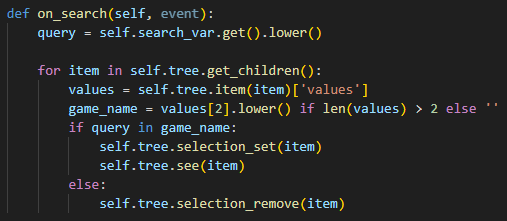 def on_search(self, event):
    query = self.search_var.get().lower()

    for item in self.tree.get_children():
        values = self.tree.item(item)['values']
        game_name = values[2].lower() if len(values) > 2 else ''
        if query in game_name:
            self.tree.selection_set(item)
            self.tree.see(item)
        else:
            self.tree.selection_remove(item)